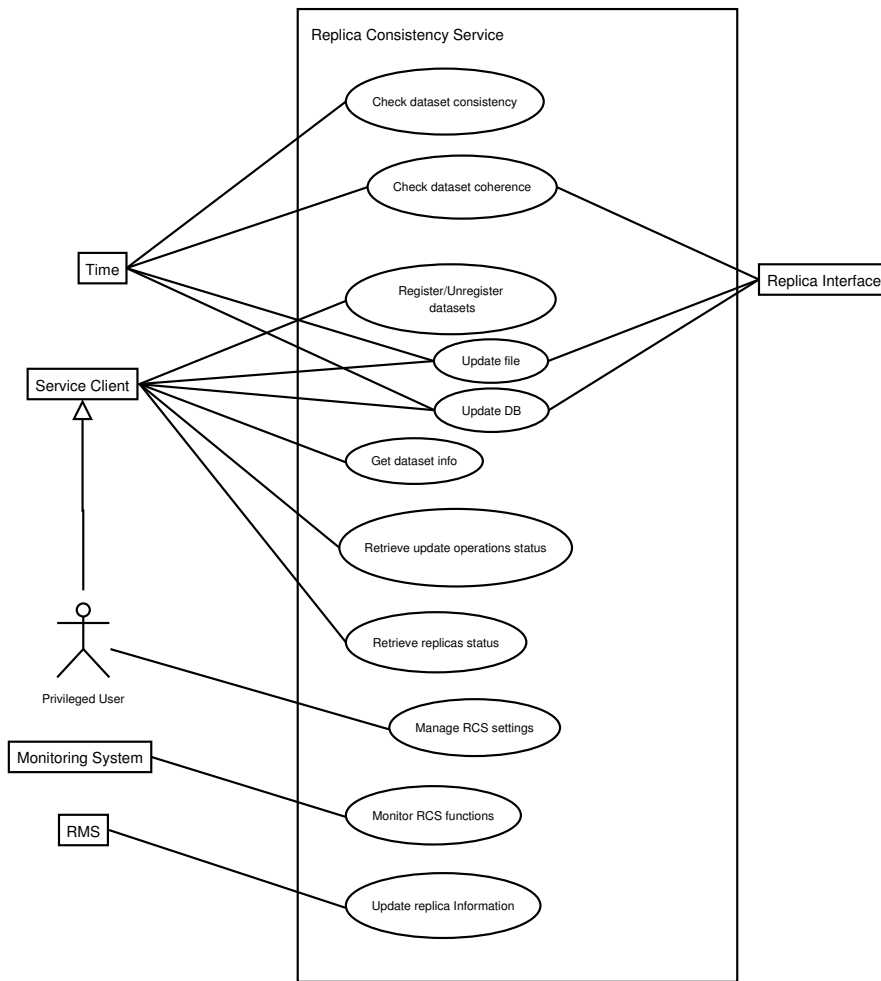 Replica Consistency Service
Check dataset consistency
Check dataset coherence
Time
Replica Interface
Register/Unregister
datasets
Update file
Service Client
Update DB
Get dataset info
Retrieve update operations status
Retrieve replicas status
Privileged User
Manage RCS settings
Monitoring System
Monitor RCS functions
RMS
Update replica Information